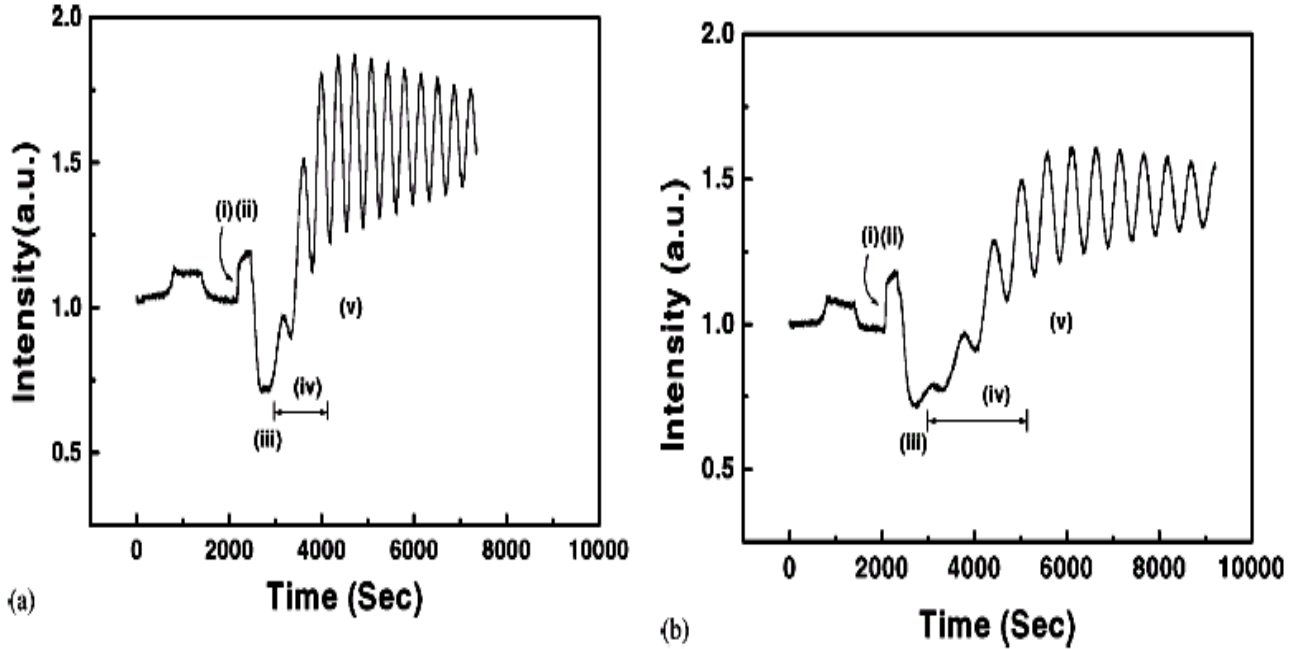 2.0
1.5
1.0
0.5
Intensity(a.u.)
(i)(ii)
(iii)
(iv)
(v)
0 2000 4000 6000 8000 10000
Time (Sec)
(a)
2.0
1.5
1.0
0.5
Intensity (a.u.)
(i)(ii)
(iii)
(iv)
(v)
0 2000 4000 6000 8000 10000
Time (Sec)
(b)